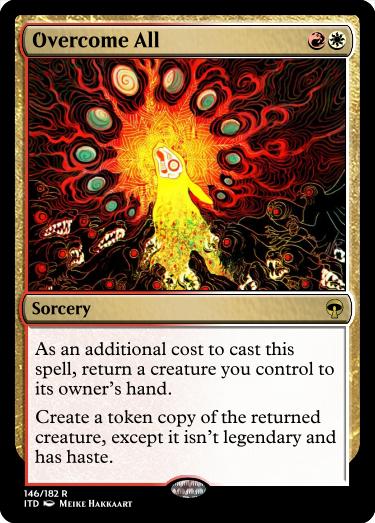 Overcome All
Sorcery
As an additional cost to cast this
spell, return a creature you control to
its owner's hand.
Create a token copy of the returned
creature, except it isn't legendary and
has haste.
146/182 R
ITD Meike Hakkaart